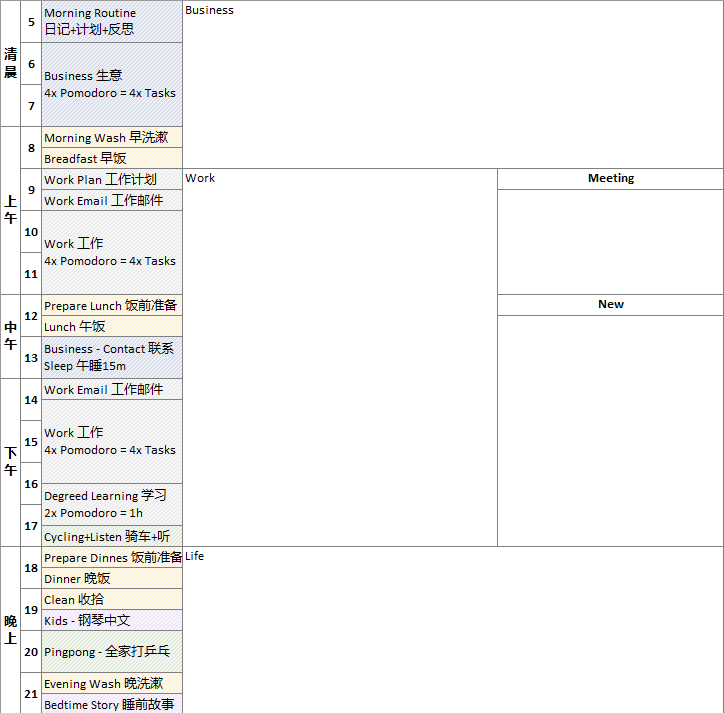 清晨
5
Morning Routine
日记+计划+反思
Business
6
Business 生意
4x Pomodoro = 4x Tasks
7
上午
8
Morning Wash 早洗漱
Breadfast 早饭
9
Work Plan 工作计划
Work
Meeting
Work Email 工作邮件
10
Work 工作
4x Pomodoro = 4x Tasks
11
中午
12
Prepare Lunch 饭前准备
New
Lunch 午饭
13
Business - Contact 联系
Sleep 午睡15m
下午
14
Work Email 工作邮件
15
Work 工作
4x Pomodoro = 4x Tasks
16
Degreed Learning 学习
2x Pomodoro = 1h
17
Cycling+Listen 骑车+听
晚上
18
Prepare Dinnes 饭前准备
Life
Dinner 晚饭
19
Clean 收拾
Kids - 钢琴中文
20
Pingpong - 全家打乒乓
21
Evening Wash 晚洗漱
Bedtime Story 睡前故事